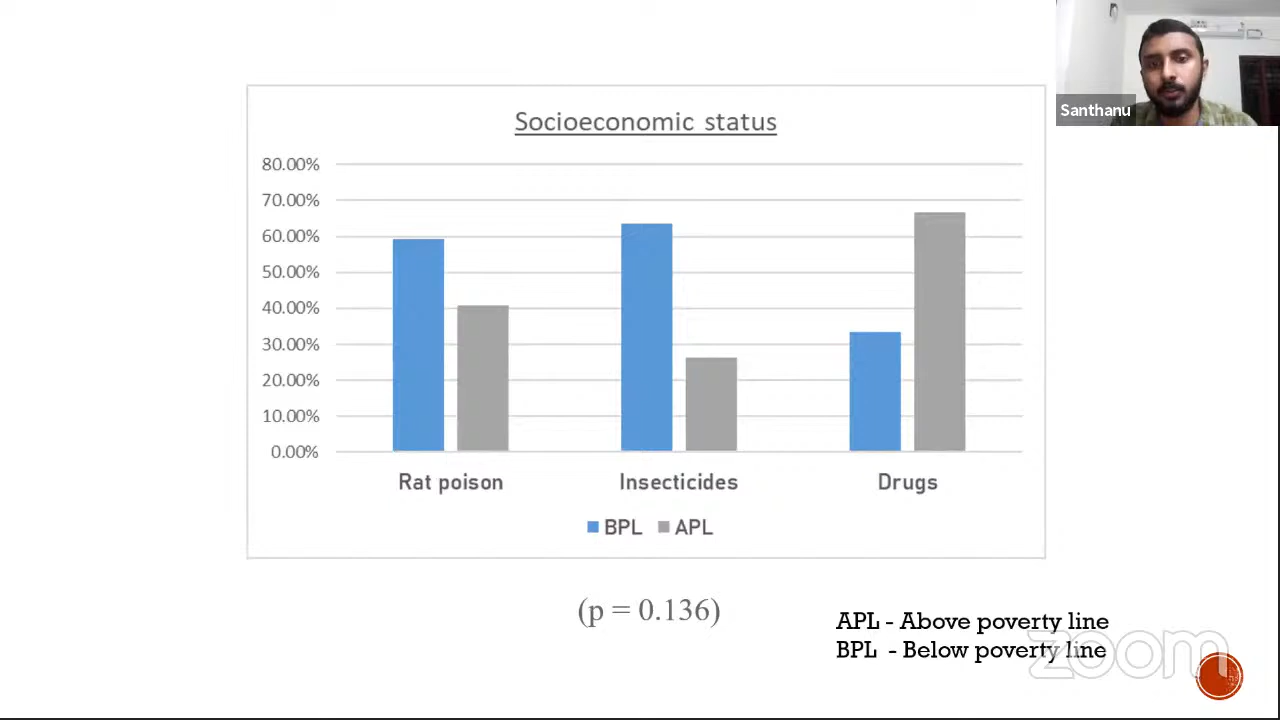 Santhanu
Socioeconomic status
80.00%
70.00%
60.00%
50.00%
40.00%
30.00%
20.00%
10.00%
0.00%
Rat poison Insecticides Drugs
BPL APL
(p = 0.136)
APL - Above poverty line
BPL - Below poverty line
zoom